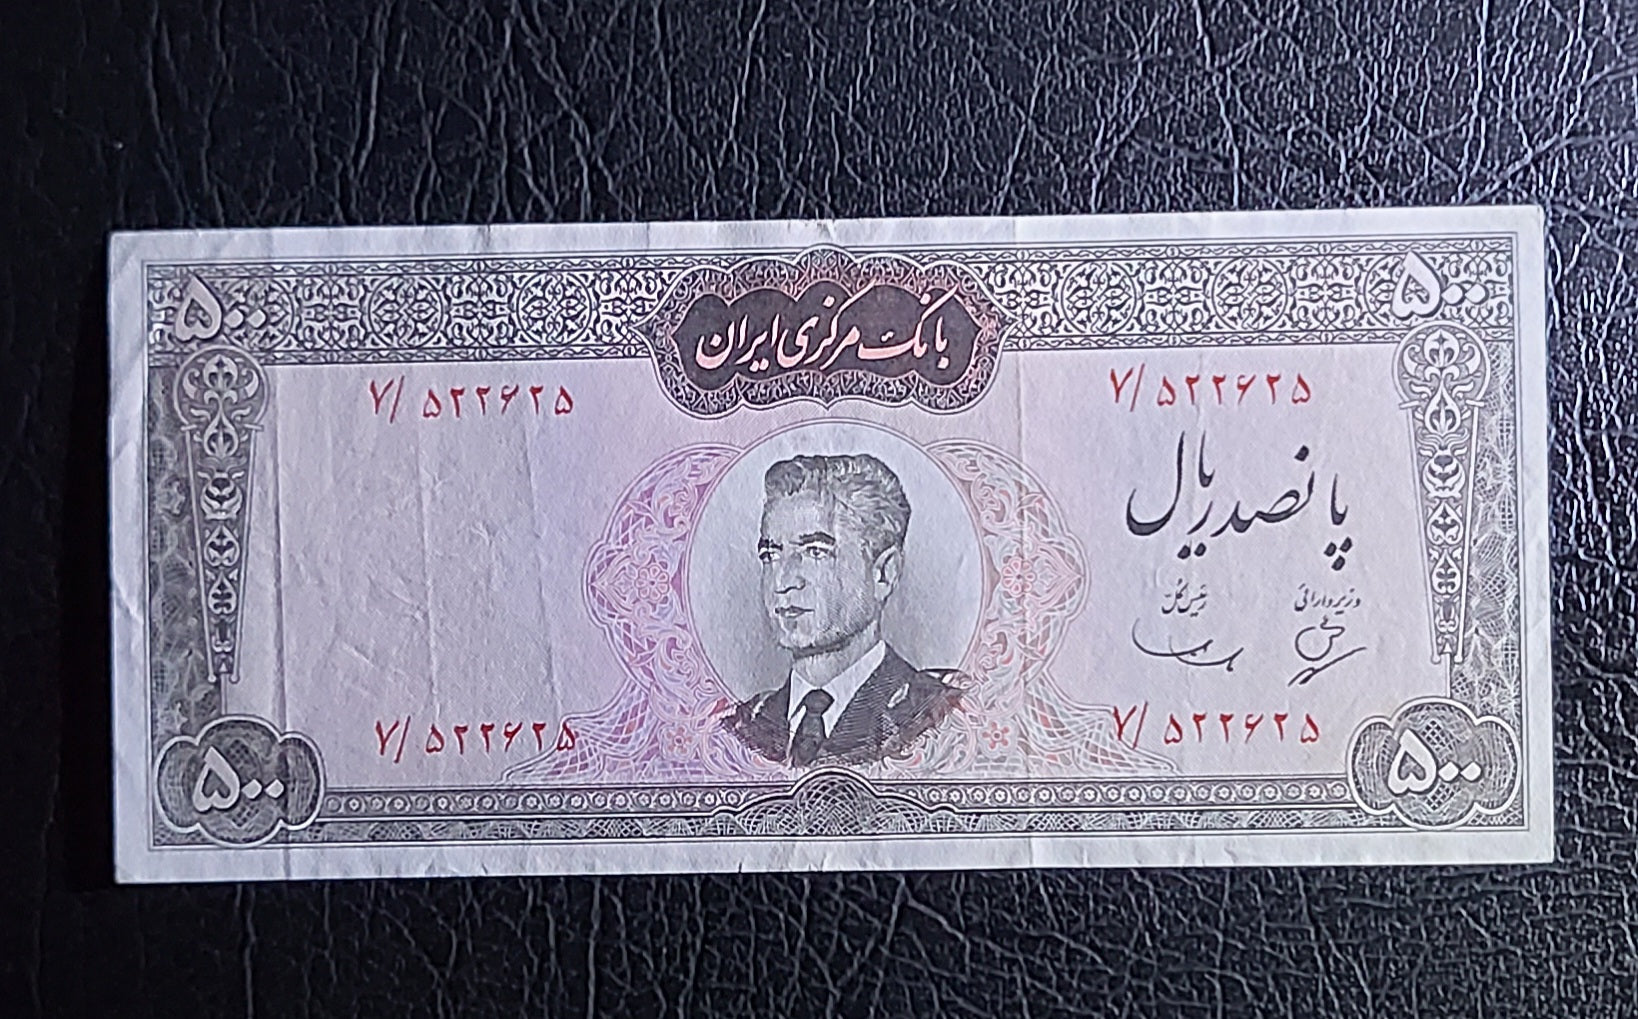 ۵۰۰ ۵۰۰
بانک مرکزی ایران
۷/۵۲۲۶۲۵ ۷/۵۲۲۶۲۵
پانصد ریال
وزیر دارائی رئیس کل
۷/۵۲۲۶۲۵ ۷/۵۲۲۶۲۵
۵۰۰ ۵۰۰